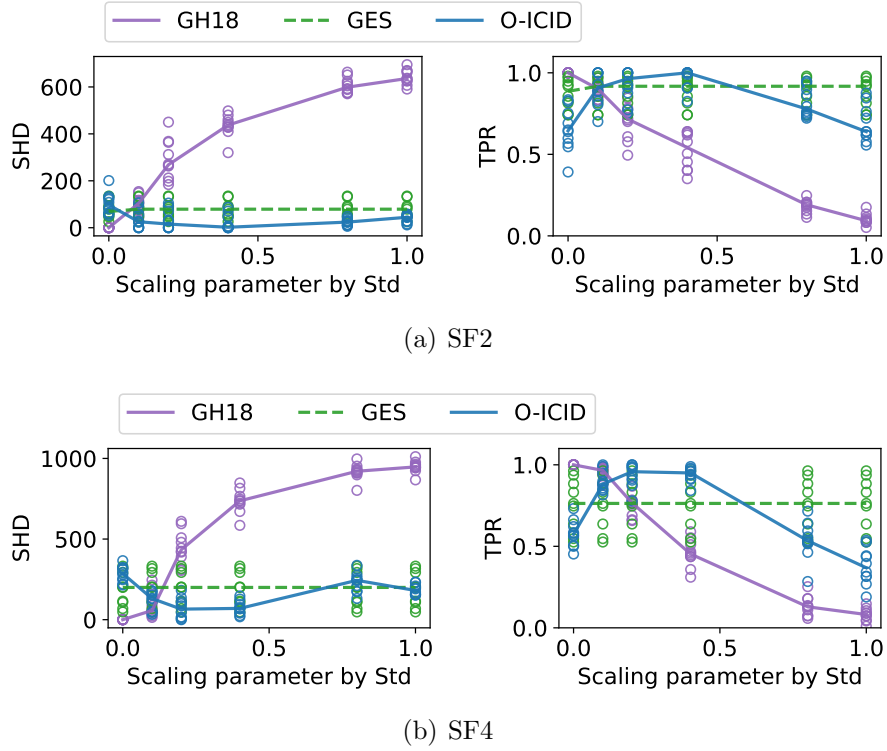 GH18 GES O-ICID
SHD
600
400
200
0
0.0 0.5 1.0
Scaling parameter by Std
TPR
1.0
0.5
0.0
0.0 0.5 1.0
Scaling parameter by Std
(a) SF2
GH18 GES O-ICID
SHD
1000
500
0
0.0 0.5 1.0
Scaling parameter by Std
TPR
1.0
0.5
0.0
0.0 0.5 1.0
Scaling parameter by Std
(b) SF4